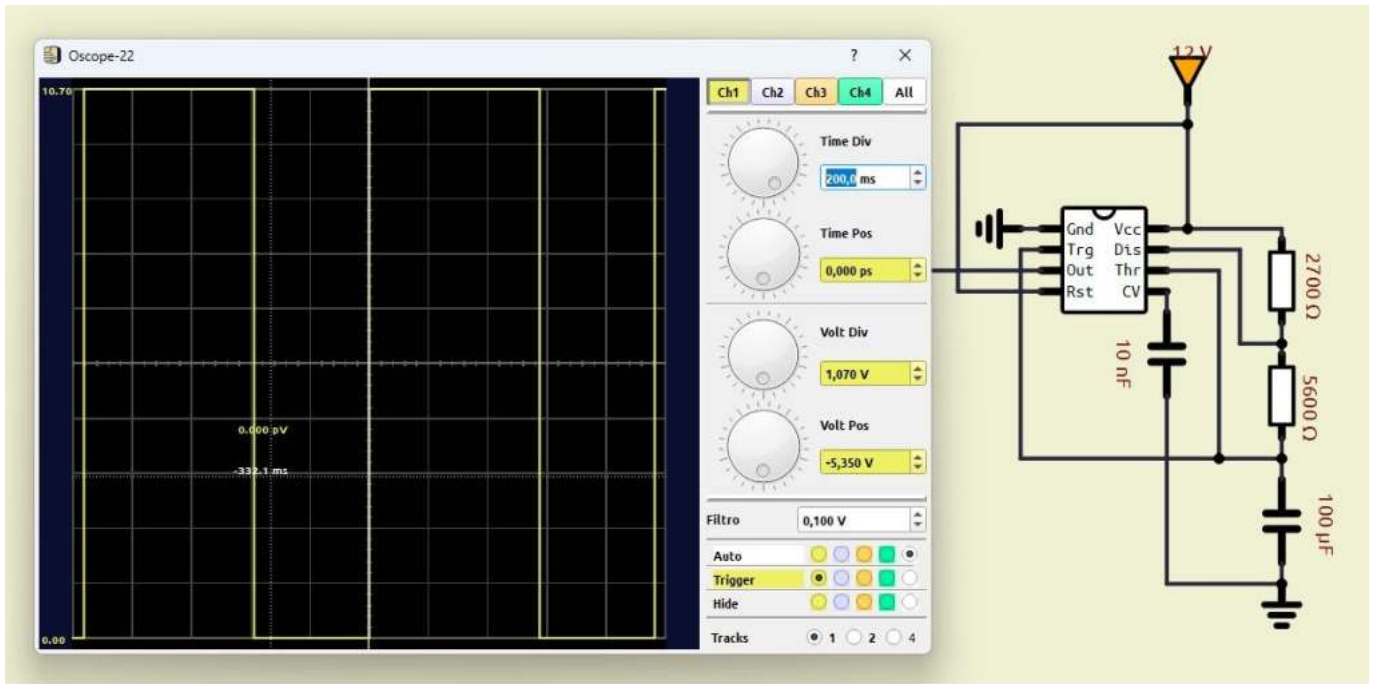 Oscope-22
? ×
10.70
0.000 pV
-332.1 ms
0.00
Ch1 Ch2 Ch3 Ch4 All
Time Div
200,0 ms
Time Pos
0,000 ps
Volt Div
1,070 V
Volt Pos
-5,350 V
Filtro 0,100 V
Auto
Trigger
Hide
Tracks 1 2 4
12 V
Gnd Vcc
Trg Dis
Out Thr
Rst CV
2700 Ω
10 nF
5600 Ω
100 µF